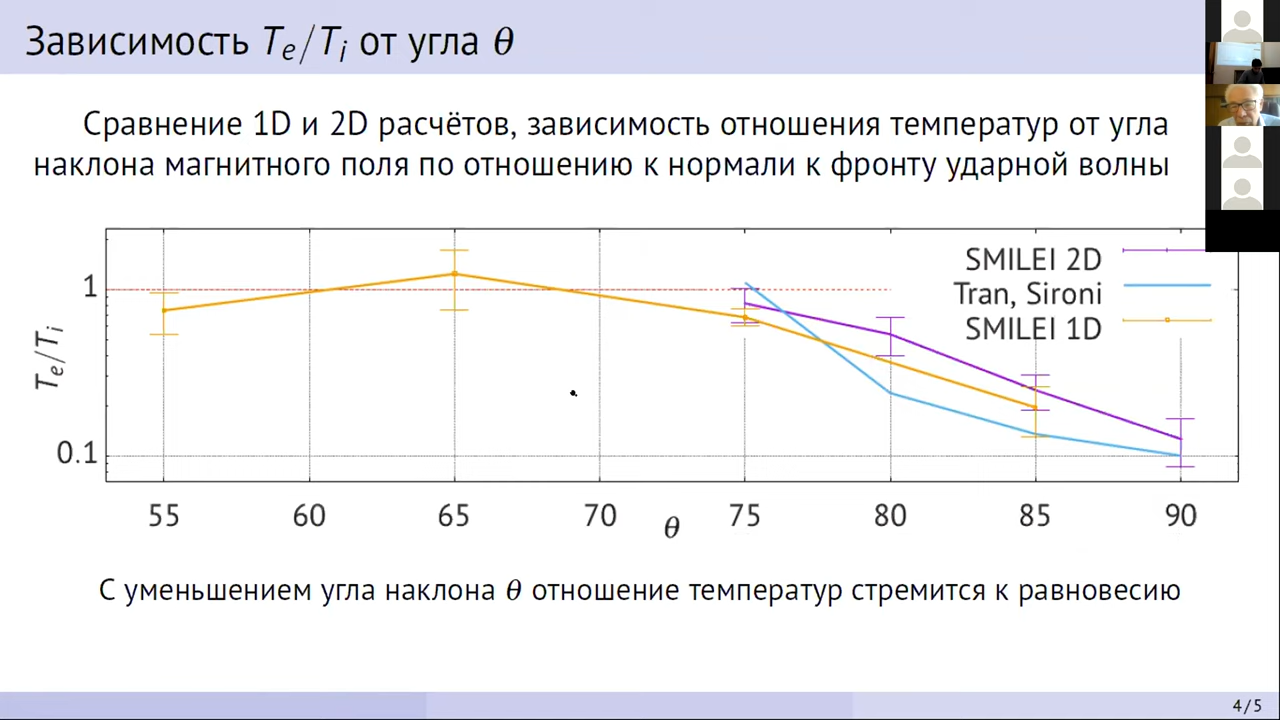 Зависимость Te/Ti от угла θ
Сравнение 1D и 2D расчётов, зависимость отношения температур от угла
наклона магнитного поля по отношению к нормали к фронту ударной волны
SMILEI 2D
Tran, Sironi
SMILEI 1D
1
0.1
Te/Ti
55 60 65 70 75 80 85 90
θ
С уменьшением угла наклона θ отношение температур стремится к равновесию
4/5